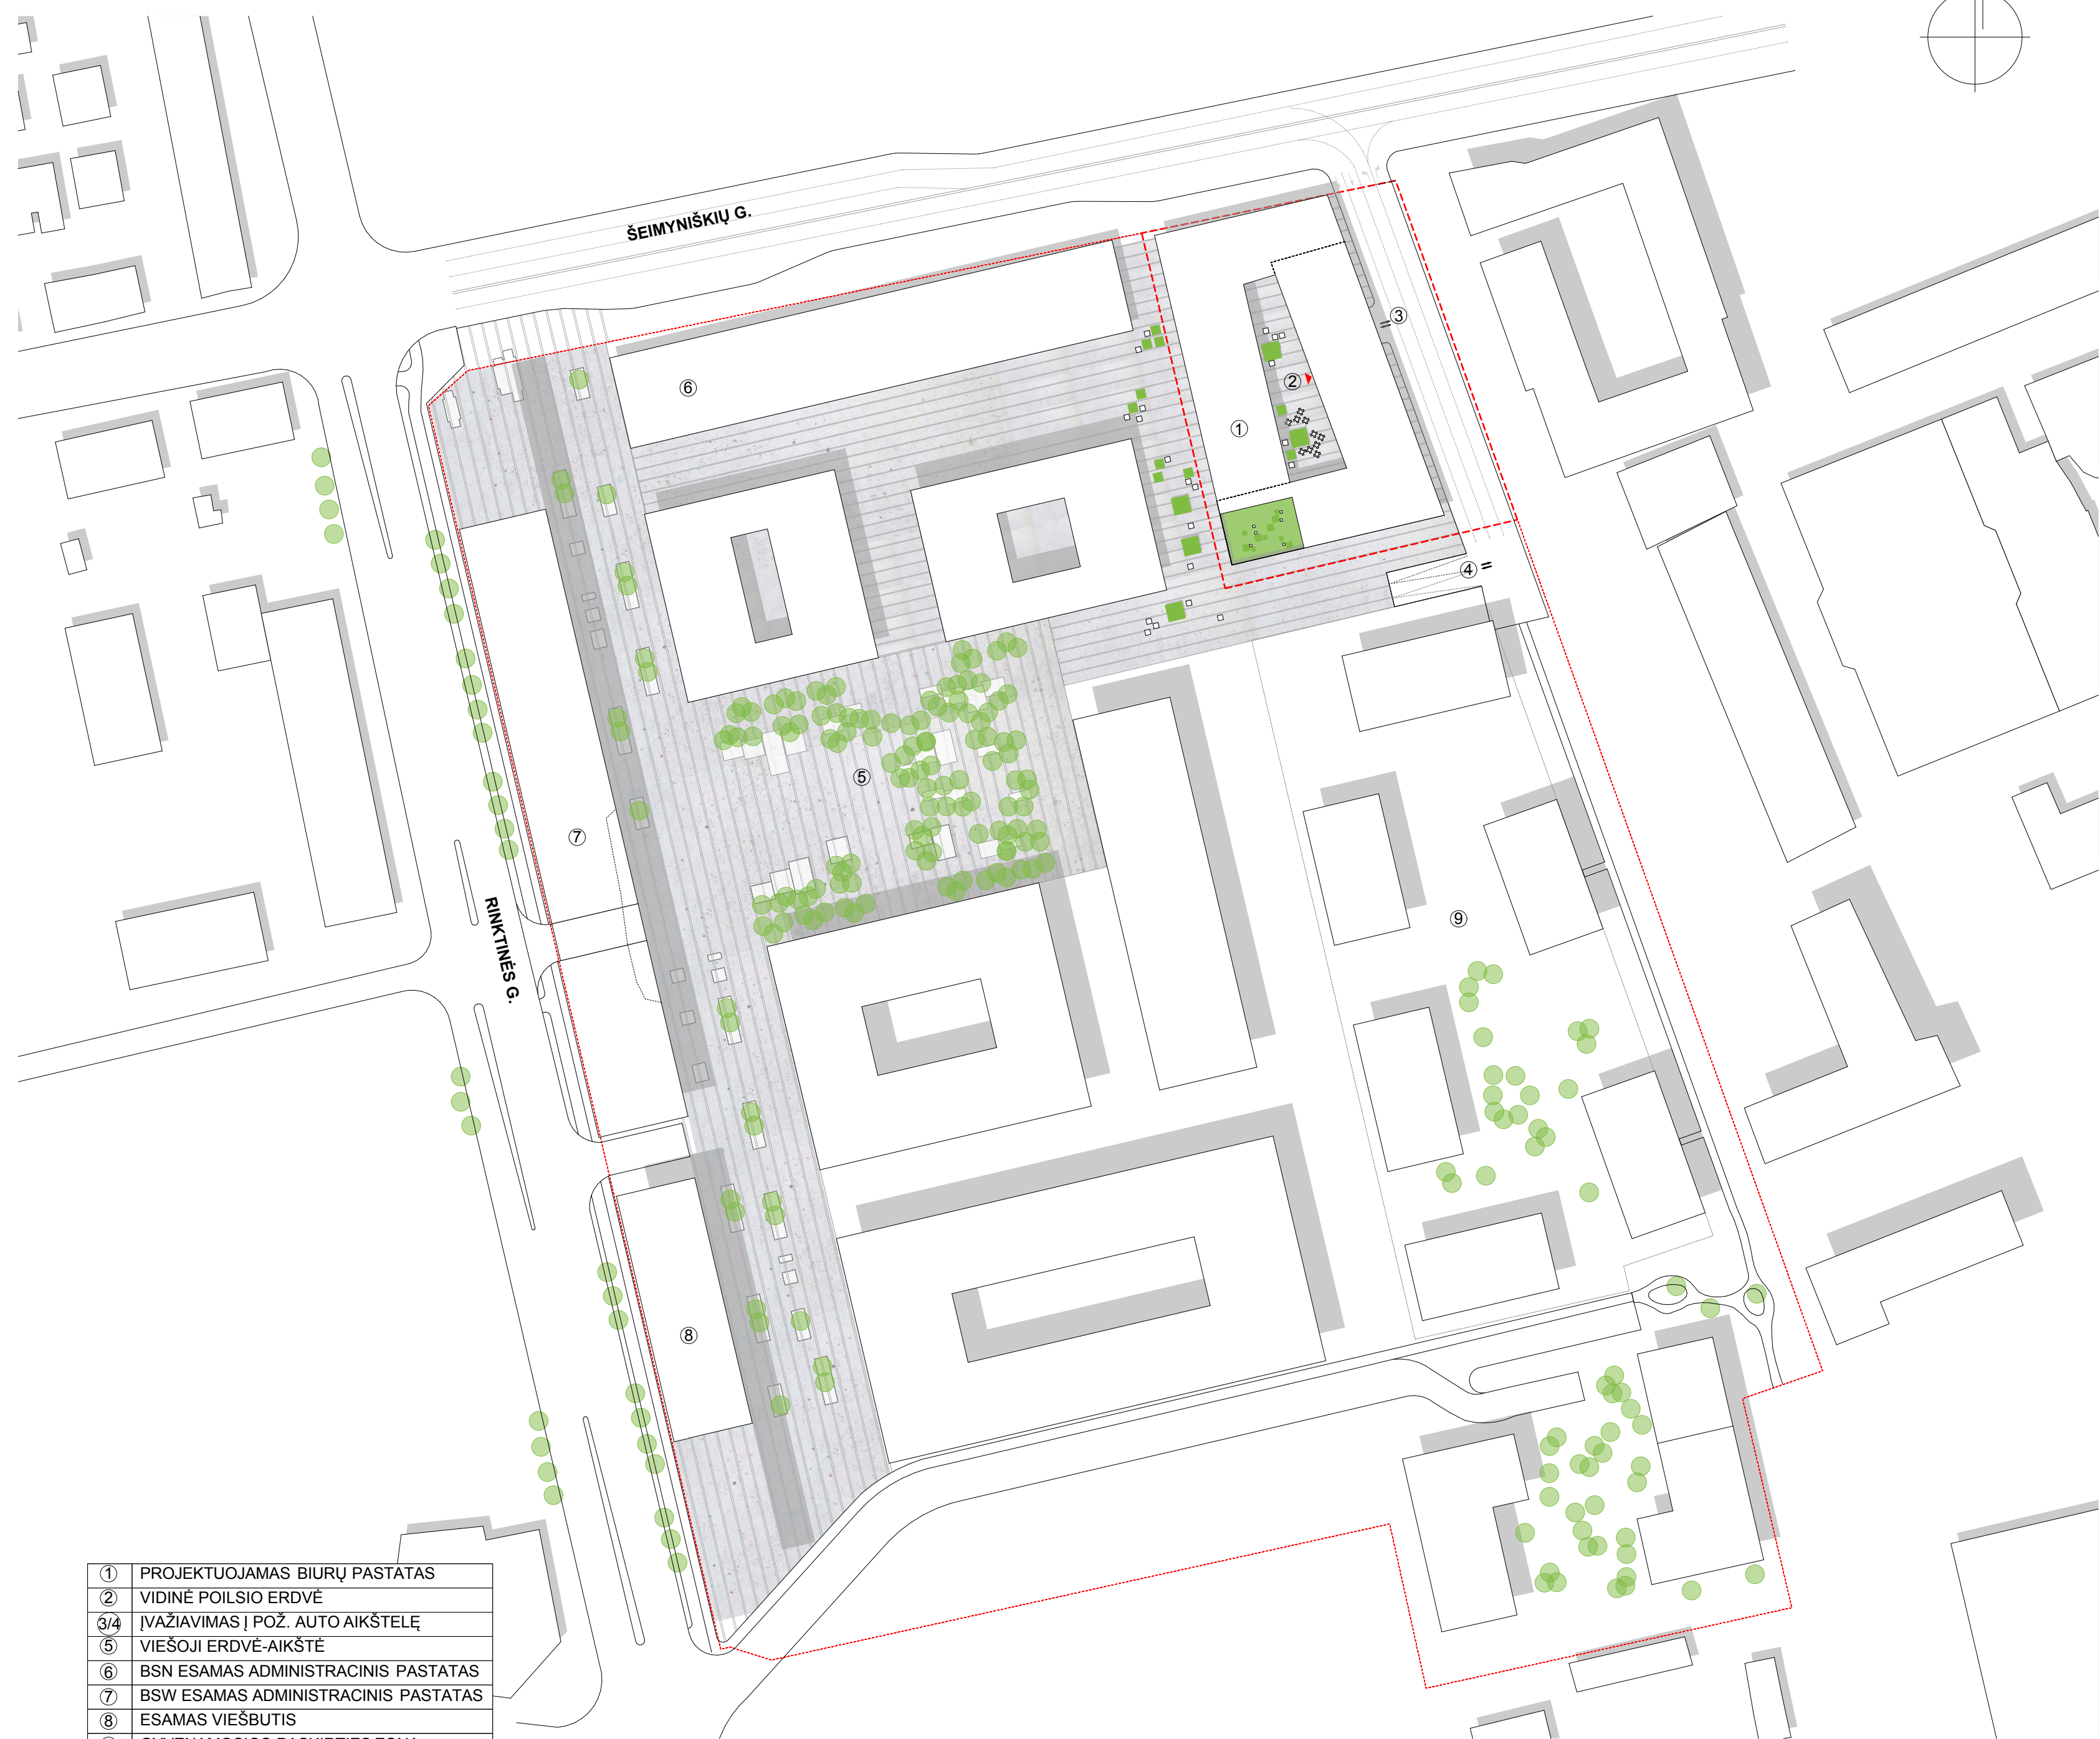 ŠEIMYNIŠKIŲ G.
3
6
2
1
4
5
7
RINKTINĖS G.
9
8
1 PROJEKTUOJAMAS BIURŲ PASTATAS
2 VIDINĖ POILSIO ERDVĖ
3/4 ĮVAŽIAVIMAS Į POŽ. AUTO AIKŠTELĘ
5 VIEŠOJI ERDVĖ-AIKŠTĖ
6 BSN ESAMAS ADMINISTRACINIS PASTATAS
7 BSW ESAMAS ADMINISTRACINIS PASTATAS
8 ESAMAS VIEŠBUTIS